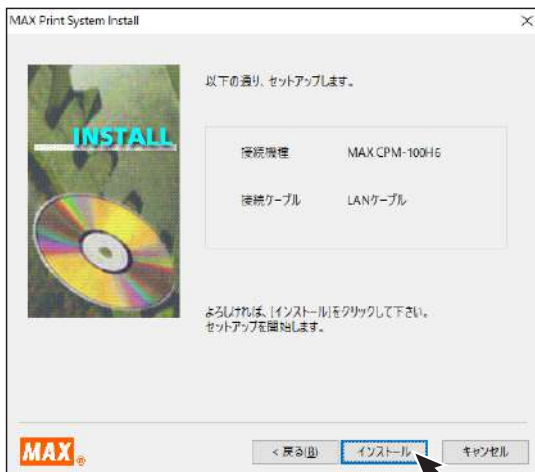 MAX Print System Install
INSTALL
以下の通り、セットアップします。
接続機種 MAX CPM-100H6
接続ケーブル LANケーブル
よろしければ、[インストール]をクリックして下さい。
セットアップを開始します。
MAX®
< 戻る(B) インストール キャンセル